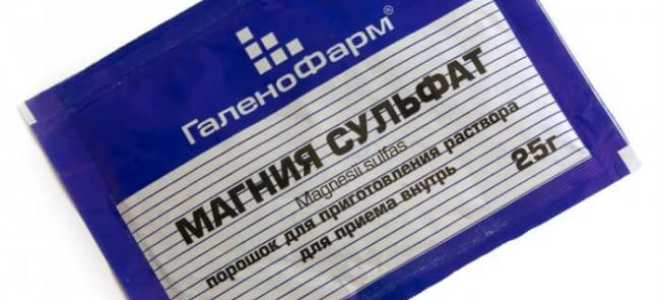 ГаленоФарм®
МАГНИЯ СУЛЬФАТ
Magnesii sulfas
порошок для приготовления раствора
для приема внутрь
25г